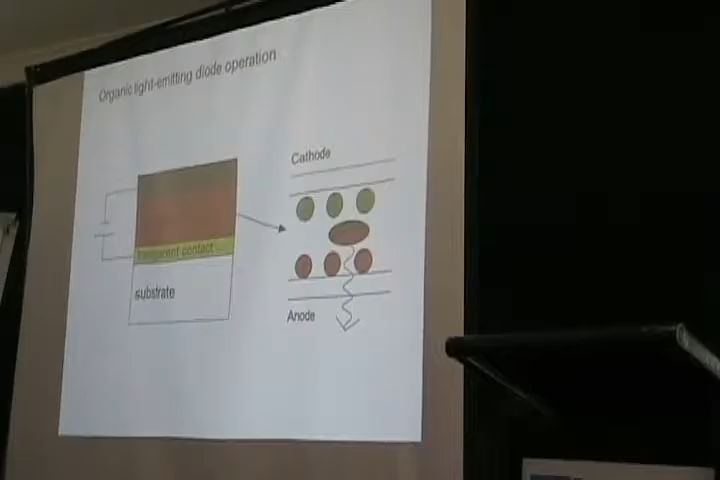 Organic light-emitting diode operation
Cathode
transparent contact
substrate
Anode